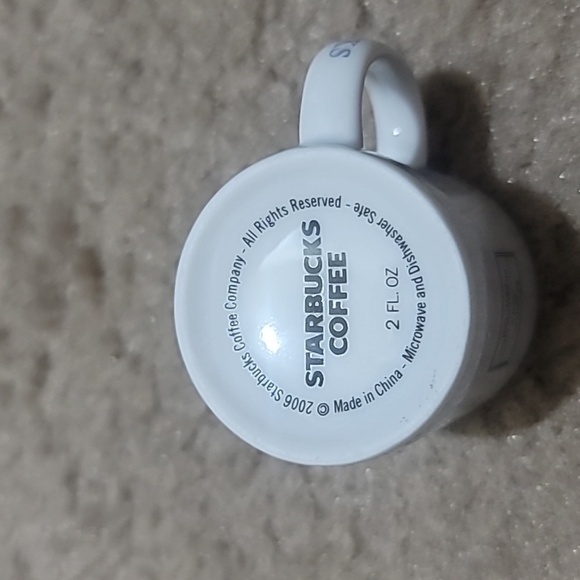 STARBUCKS
COFFEE
2 FL. OZ
© 2006 Starbucks Coffee Company - All Rights Reserved - Microwave and Dishwasher Safe - Made in China